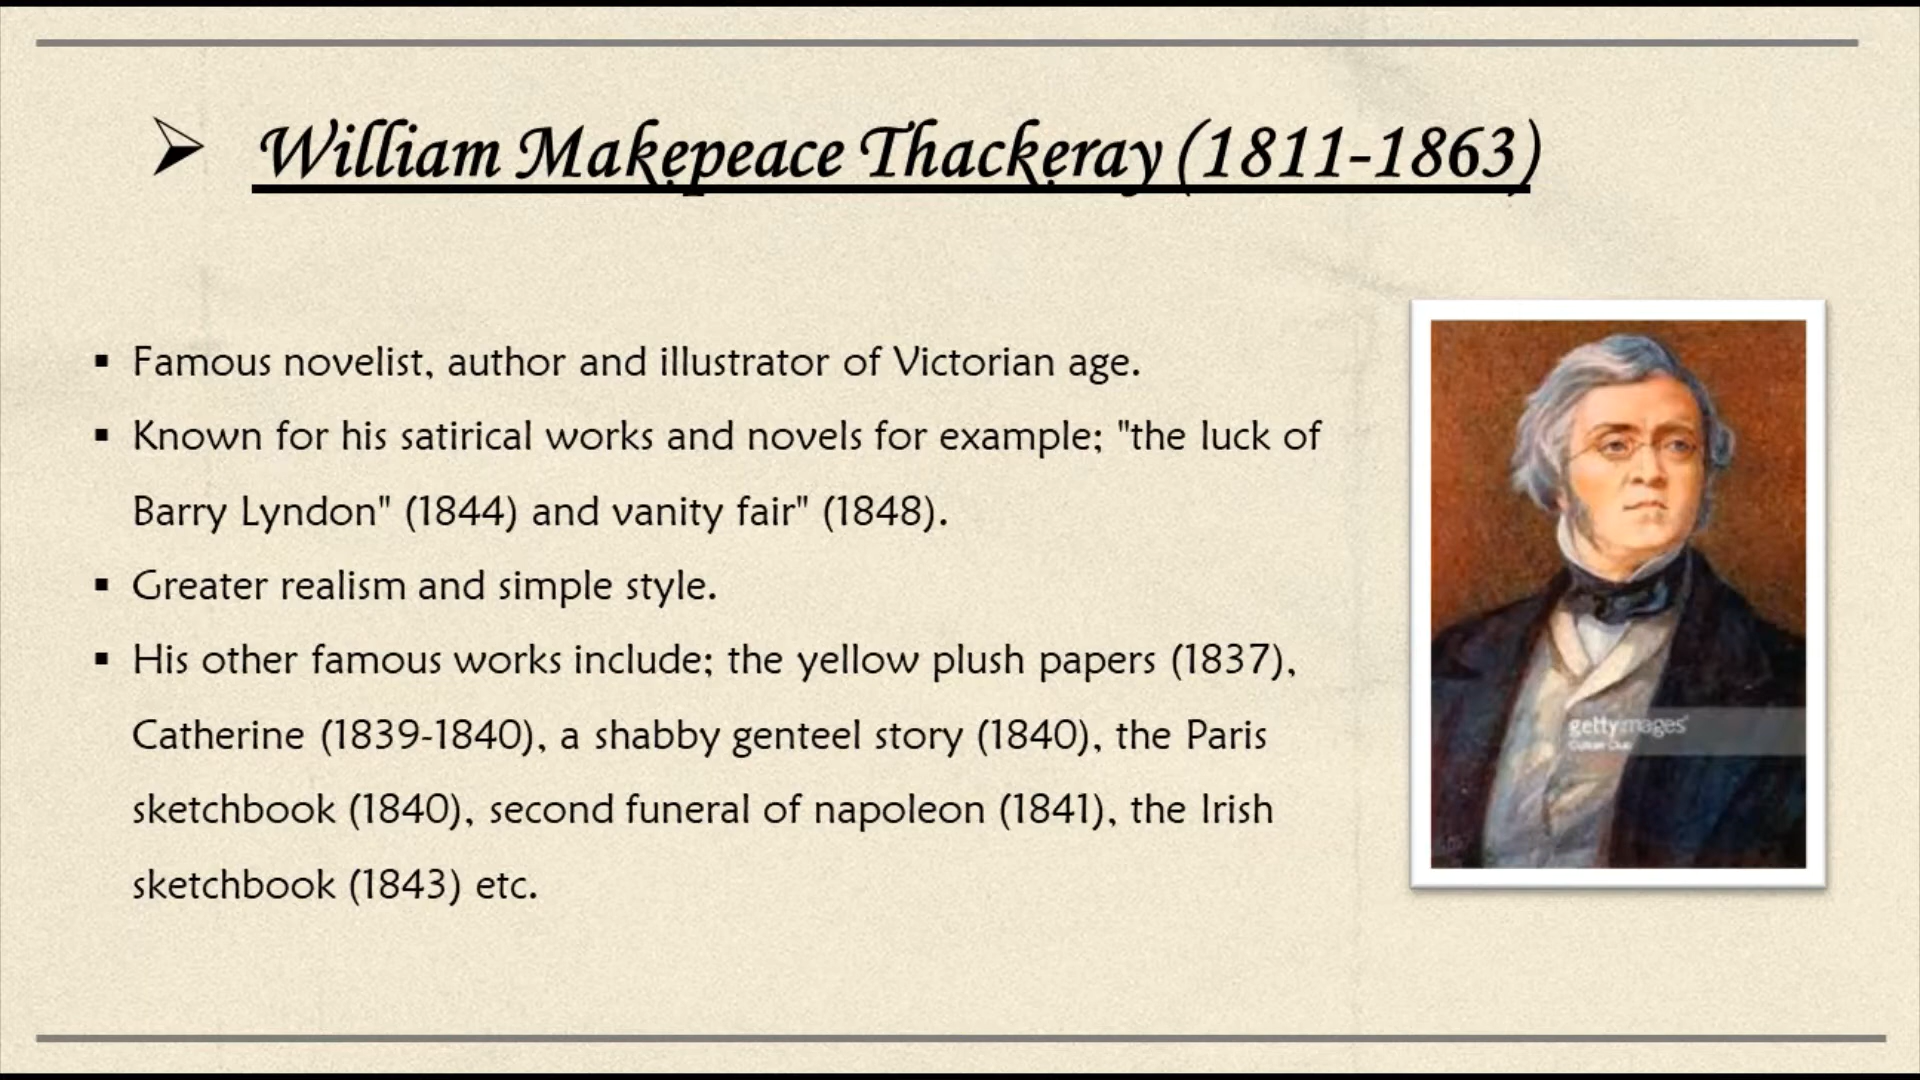 William Makepeace Thackeray (1811-1863)
Famous novelist, author and illustrator of Victorian age.
Known for his satirical works and novels for example; "the luck of
Barry Lyndon" (1844) and vanity fair" (1848).
Greater realism and simple style.
His other famous works include; the yellow plush papers (1837),
Catherine (1839-1840), a shabby genteel story (1840), the Paris
sketchbook (1840), second funeral of napoleon (1841), the Irish
sketchbook (1843) etc.
gettyimages